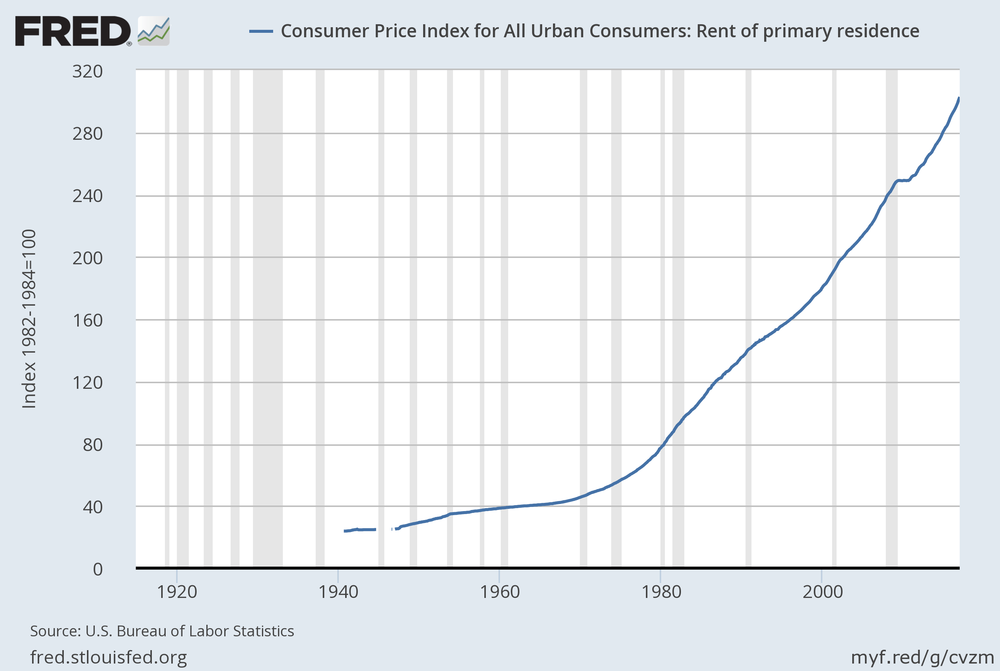 FRED®
Consumer Price Index for All Urban Consumers: Rent of primary residence
320
280
240
200
160
120
80
40
0
Index 1982-1984=100
1920 1940 1960 1980 2000
Source: U.S. Bureau of Labor Statistics
fred.stlouisfed.org
myf.red/g/cvzm